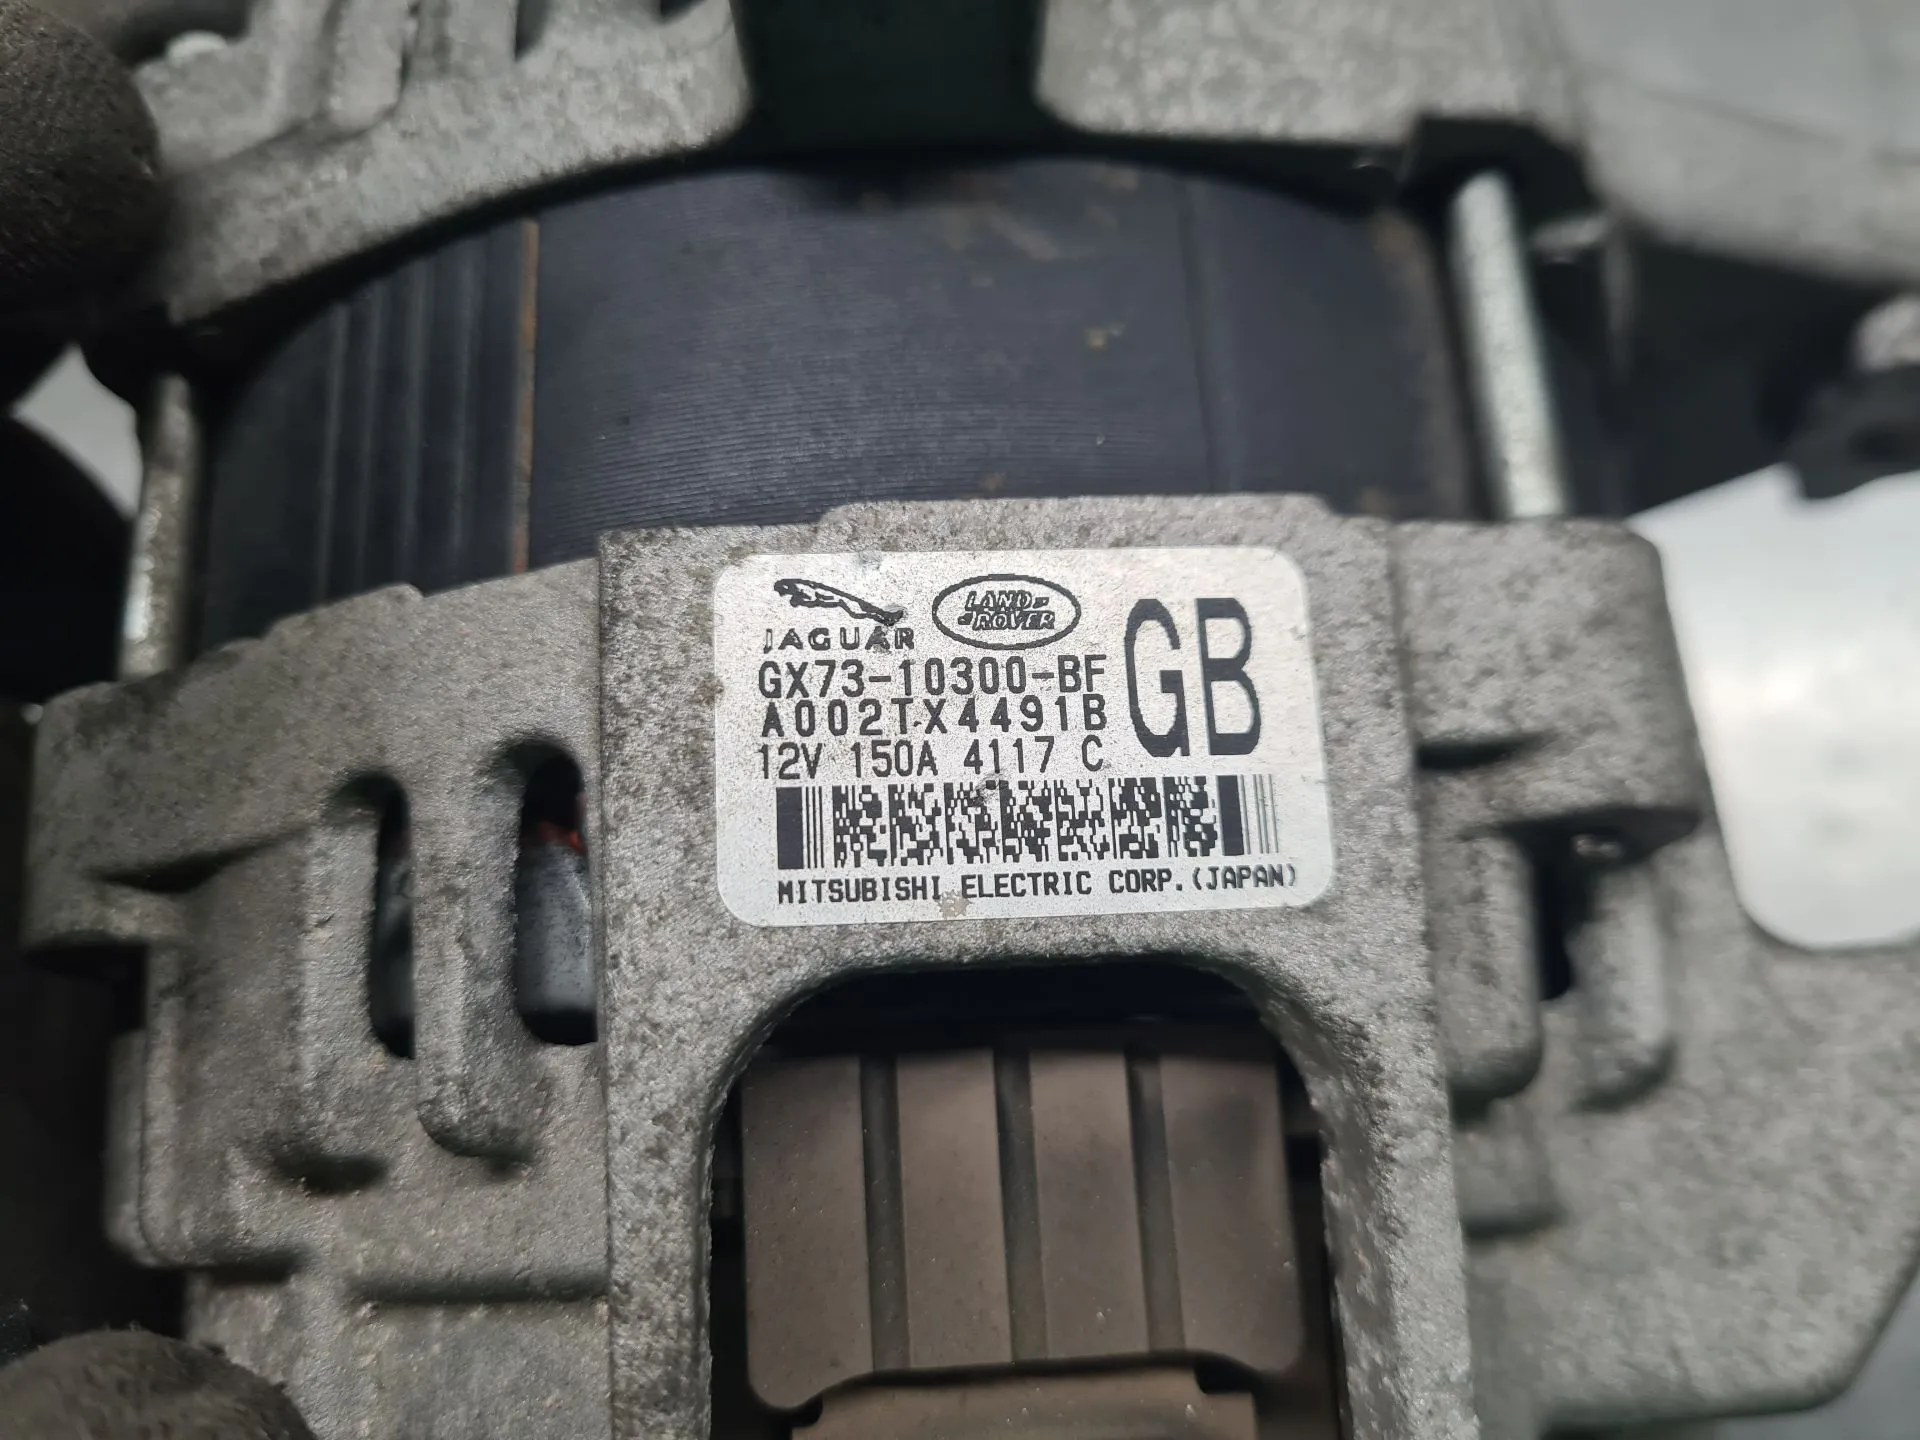 JAGUAR
LAND ROVER
GX73-10300-BF
A002TX4491B
12V 150A 4117 C
GB
MITSUBISHI ELECTRIC CORP.(JAPAN)